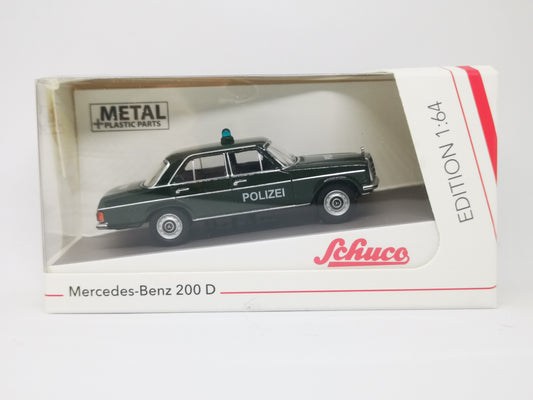 METAL
+PLASTIC PARTS
POLIZEI
EDITION 1:64
Schuco
Mercedes-Benz 200 D